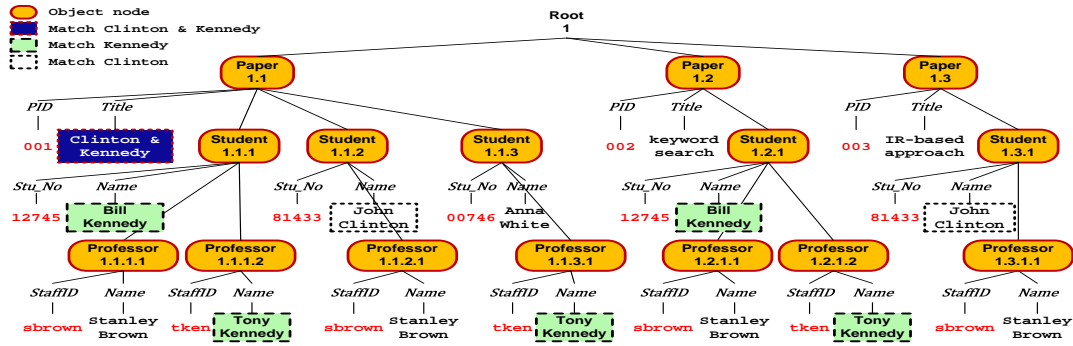 Object node
Match Clinton & Kennedy
Match Kennedy
Match Clinton
Root
1
Paper
1.1
Paper
1.2
Paper
1.3
PID
Title
PID
Title
PID
Title
001
Clinton &
Kennedy
Student
1.1.1
Student
1.1.2
Student
1.1.3
002
keyword
search
Student
1.2.1
003
IR-based
approach
Student
1.3.1
Stu_No
Name
Stu_No
Name
Stu_No
Name
Stu_No
Name
Stu_No
Name
12745
Bill
Kennedy
81433
John
Clinton
00746
Anna
White
12745
Bill
Kennedy
81433
John
Clinton
Professor
1.1.1.1
Professor
1.1.1.2
Professor
1.1.2.1
Professor
1.1.3.1
Professor
1.2.1.1
Professor
1.2.1.2
Professor
1.3.1.1
StaffID
Name
StaffID
Name
StaffID
Name
StaffID
Name
StaffID
Name
StaffID
Name
StaffID
Name
sbrown
Stanley
Brown
tken
Tony
Kennedy
sbrown
Stanley
Brown
tken
Tony
Kennedy
sbrown
Stanley
Brown
tken
Tony
Kennedy
sbrown
Stanley
Brown